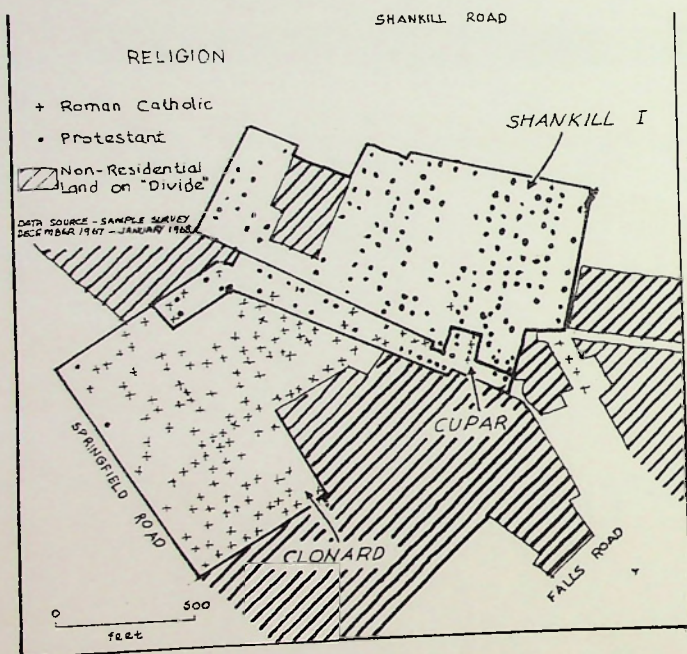 SHANKILL ROAD
RELIGION
+ Roman Catholic
• Protestant
Non-Residential
Land on "Divide"
DATA SOURCE - SAMPLE SURVEY
DECEMBER 1967 - JANUARY 1968
SHANKILL I
CUPAR
SPRINGFIELD ROAD
CLONARD
FALLS ROAD
0 500
feet